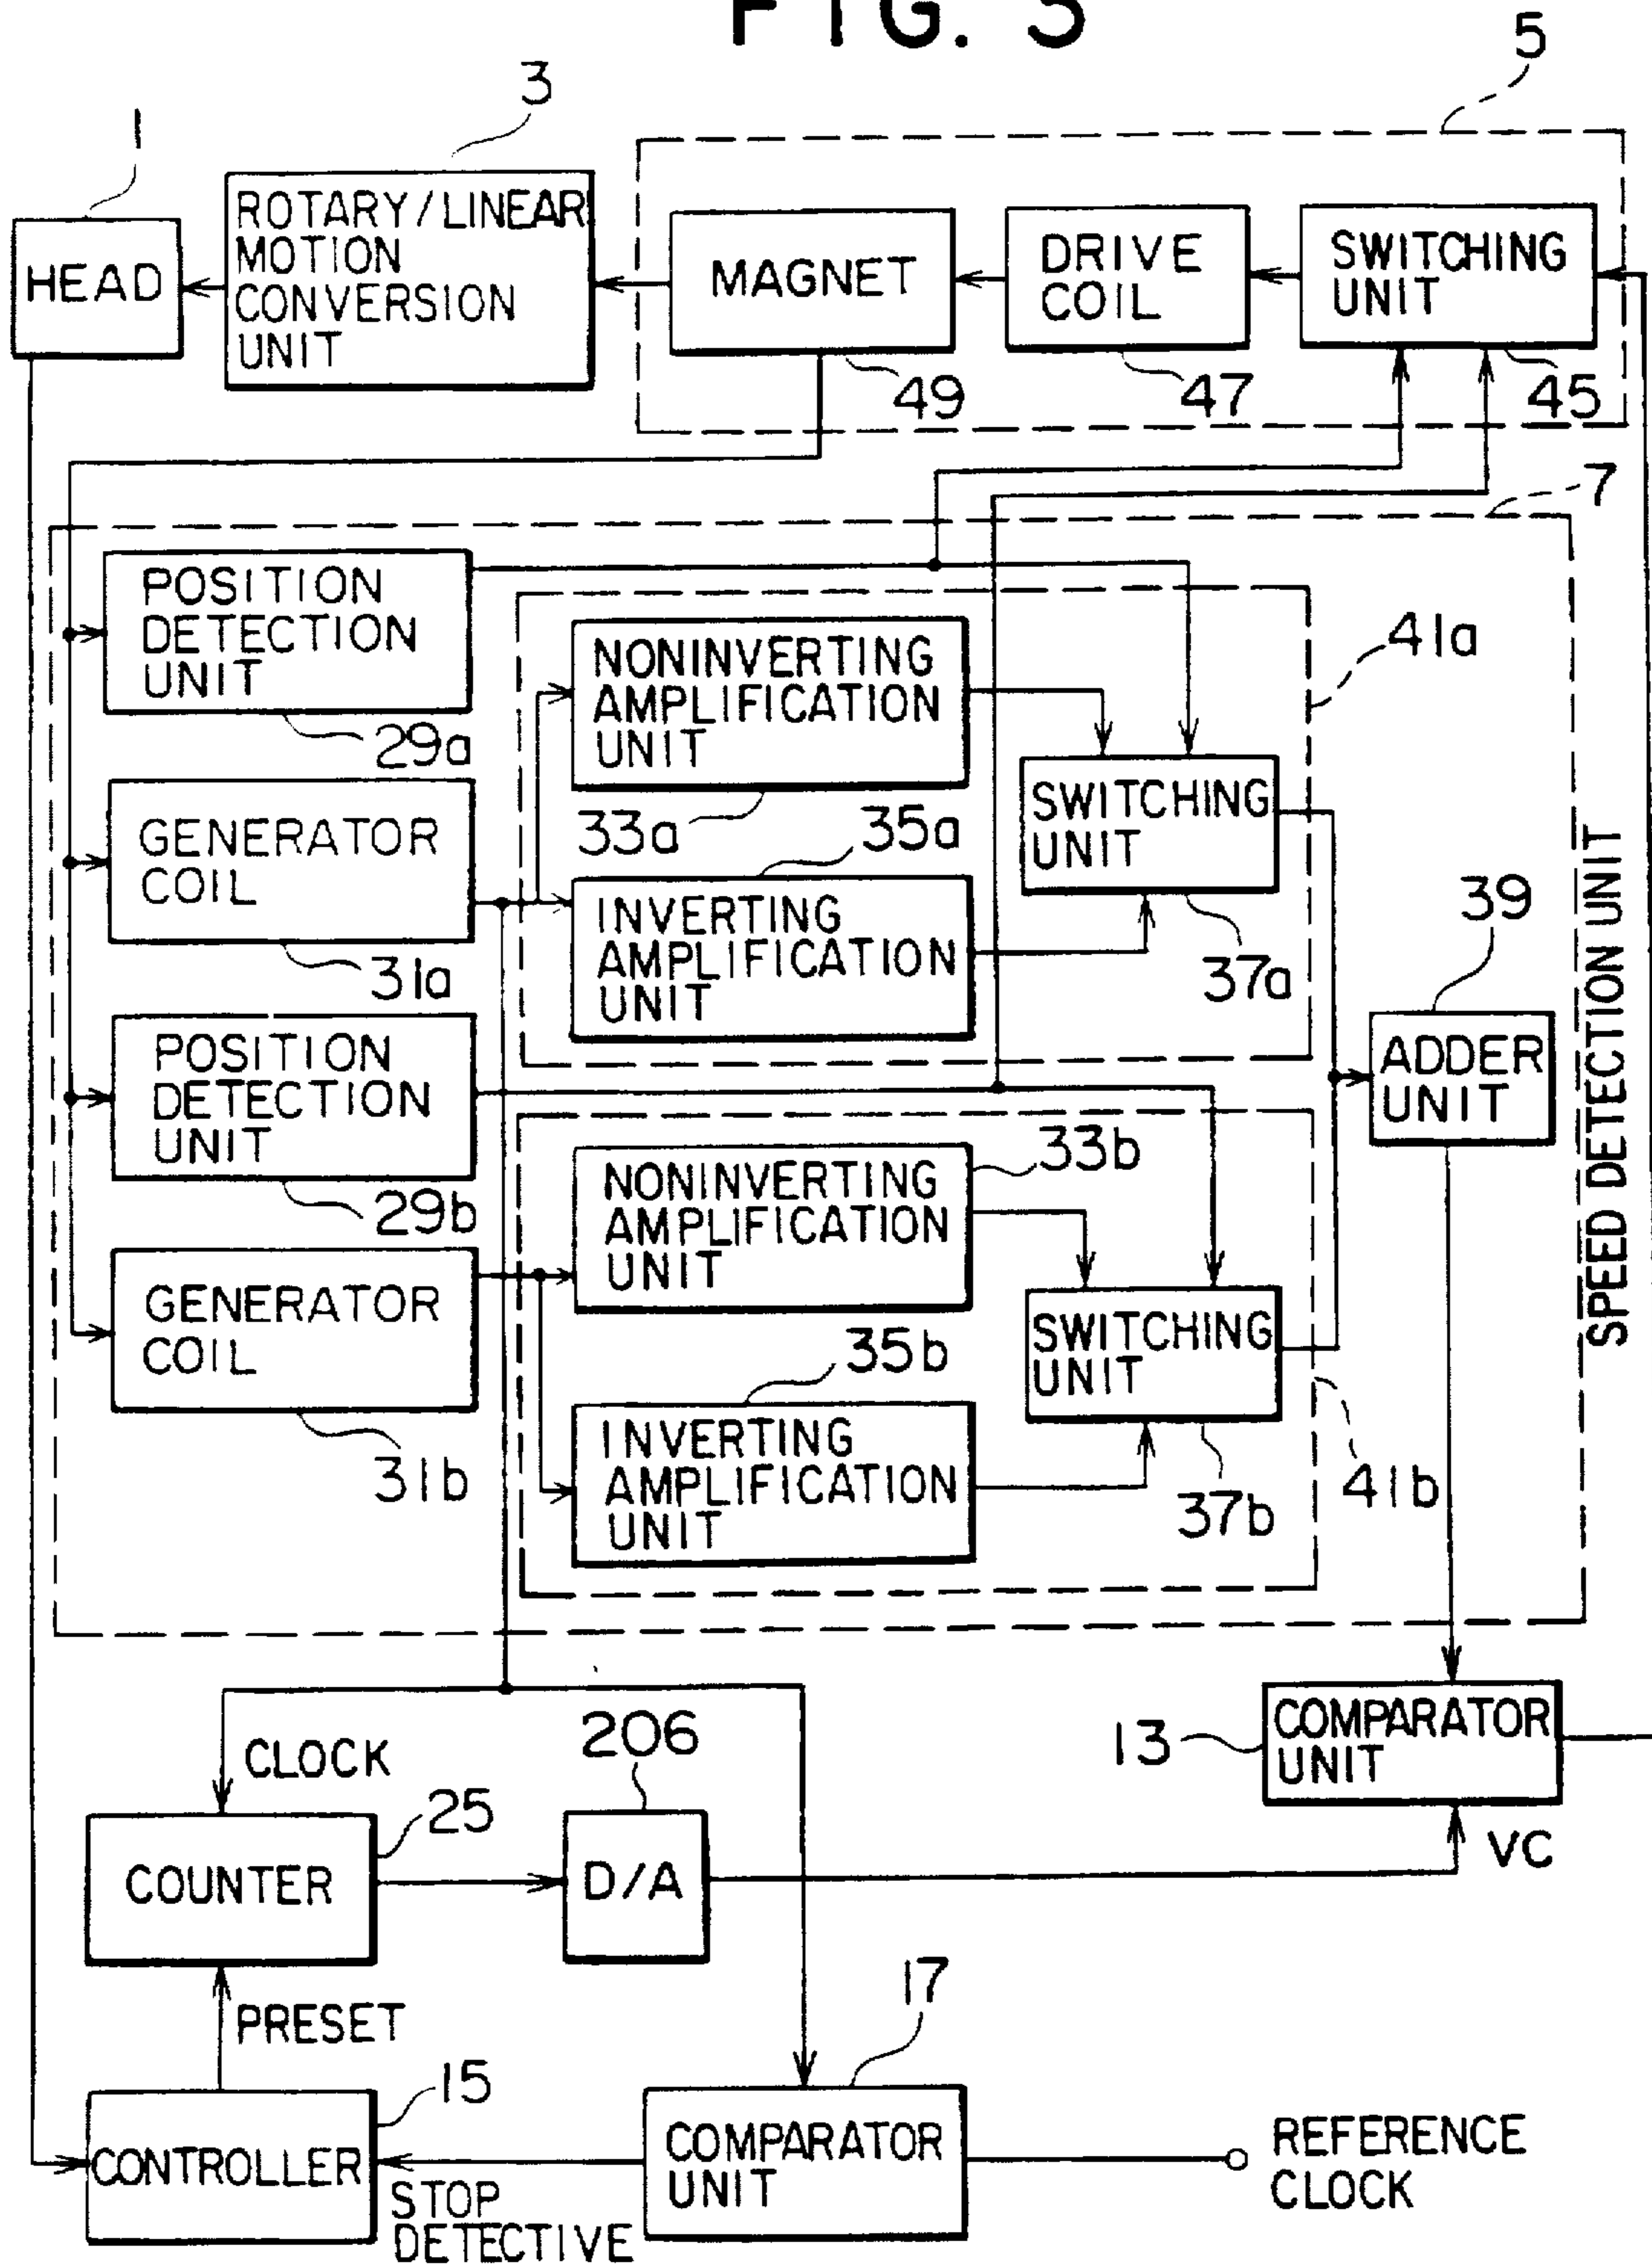 FIG. 3
5
3
1
ROTARY/LINEAR
MOTION
CONVERSION
UNIT
HEAD
MAGNET
DRIVE
COIL
SWITCHING
UNIT
49
47
45
7
POSITION
DETECTION
UNIT
29a
NONINVERTING
AMPLIFICATION
UNIT
33a
41a
GENERATOR
COIL
31a
35a
INVERTING
AMPLIFICATION
UNIT
SWITCHING
UNIT
37a
39
ADDER
UNIT
SPEED DETECTION UNIT
POSITION
DETECTION
UNIT
29b
33b
NONINVERTING
AMPLIFICATION
UNIT
GENERATOR
COIL
31b
35b
INVERTING
AMPLIFICATION
UNIT
SWITCHING
UNIT
37b
41b
CLOCK
206
13
COMPARATOR
UNIT
VC
25
COUNTER
D/A
PRESET
17
15
CONTROLLER
STOP
DETECTIVE
COMPARATOR
UNIT
REFERENCE
CLOCK